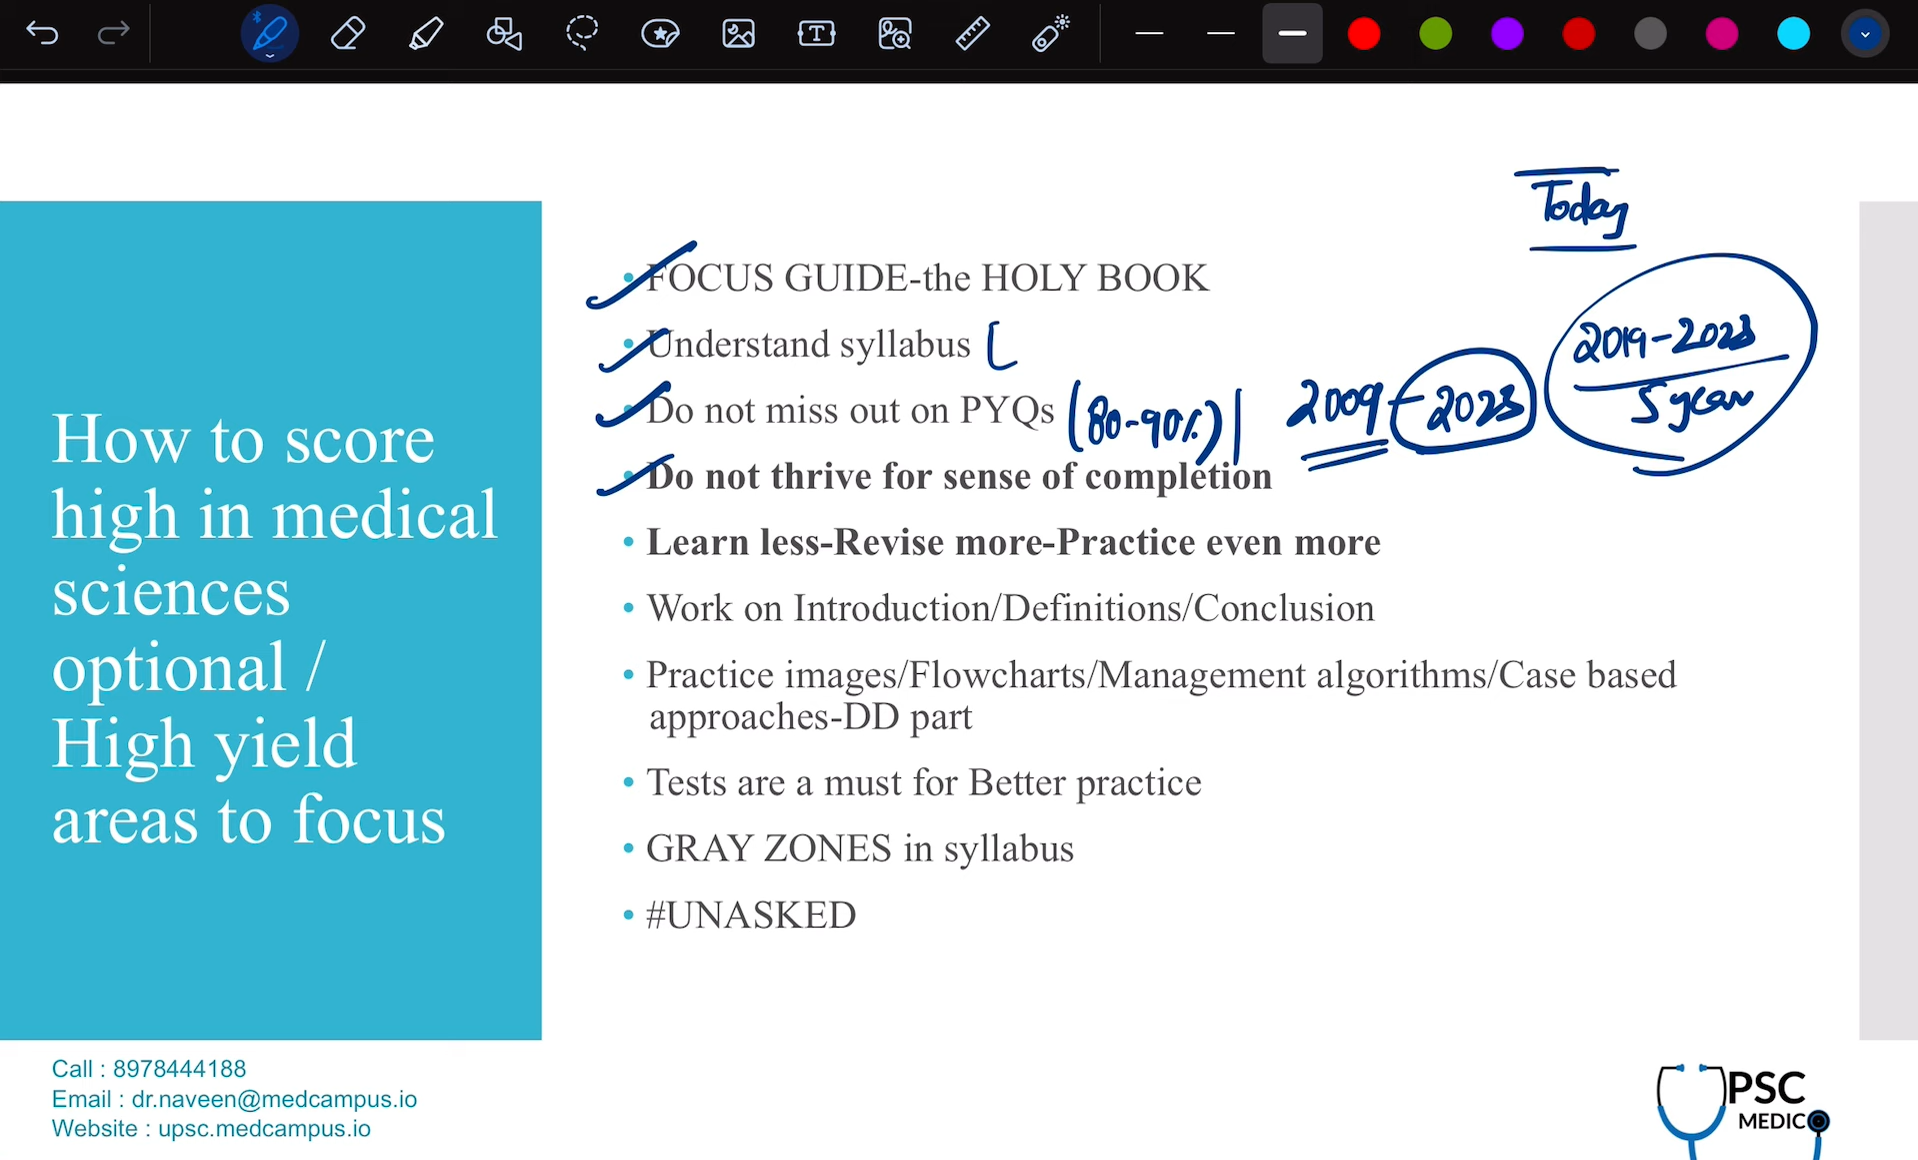 Today
• FOCUS GUIDE-the HOLY BOOK
• Understand syllabus [
• Do not miss out on PYQs (80-90%) | 2009 - 2023
2019-2023
5 year
• Do not thrive for sense of completion
• Learn less-Revise more-Practice even more
• Work on Introduction/Definitions/Conclusion
• Practice images/Flowcharts/Management algorithms/Case based
approaches-DD part
• Tests are a must for Better practice
• GRAY ZONES in syllabus
• #UNASKED
How to score
high in medical
sciences
optional /
High yield
areas to focus
Call : 8978444188
Email : dr.naveen@medcampus.io
Website : upsc.medcampus.io
UPSC
MEDICO